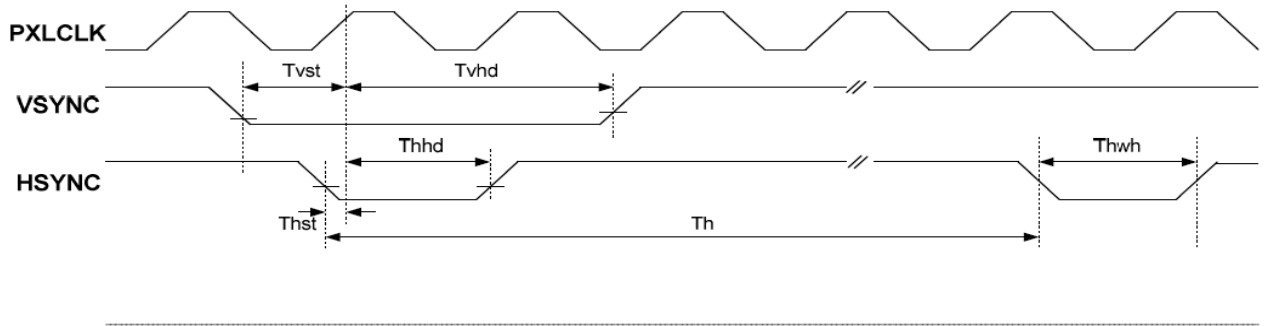 PXLCLK
Tvst
Tvhd
VSYNC
Thhd
Thwh
HSYNC
Thst
Th